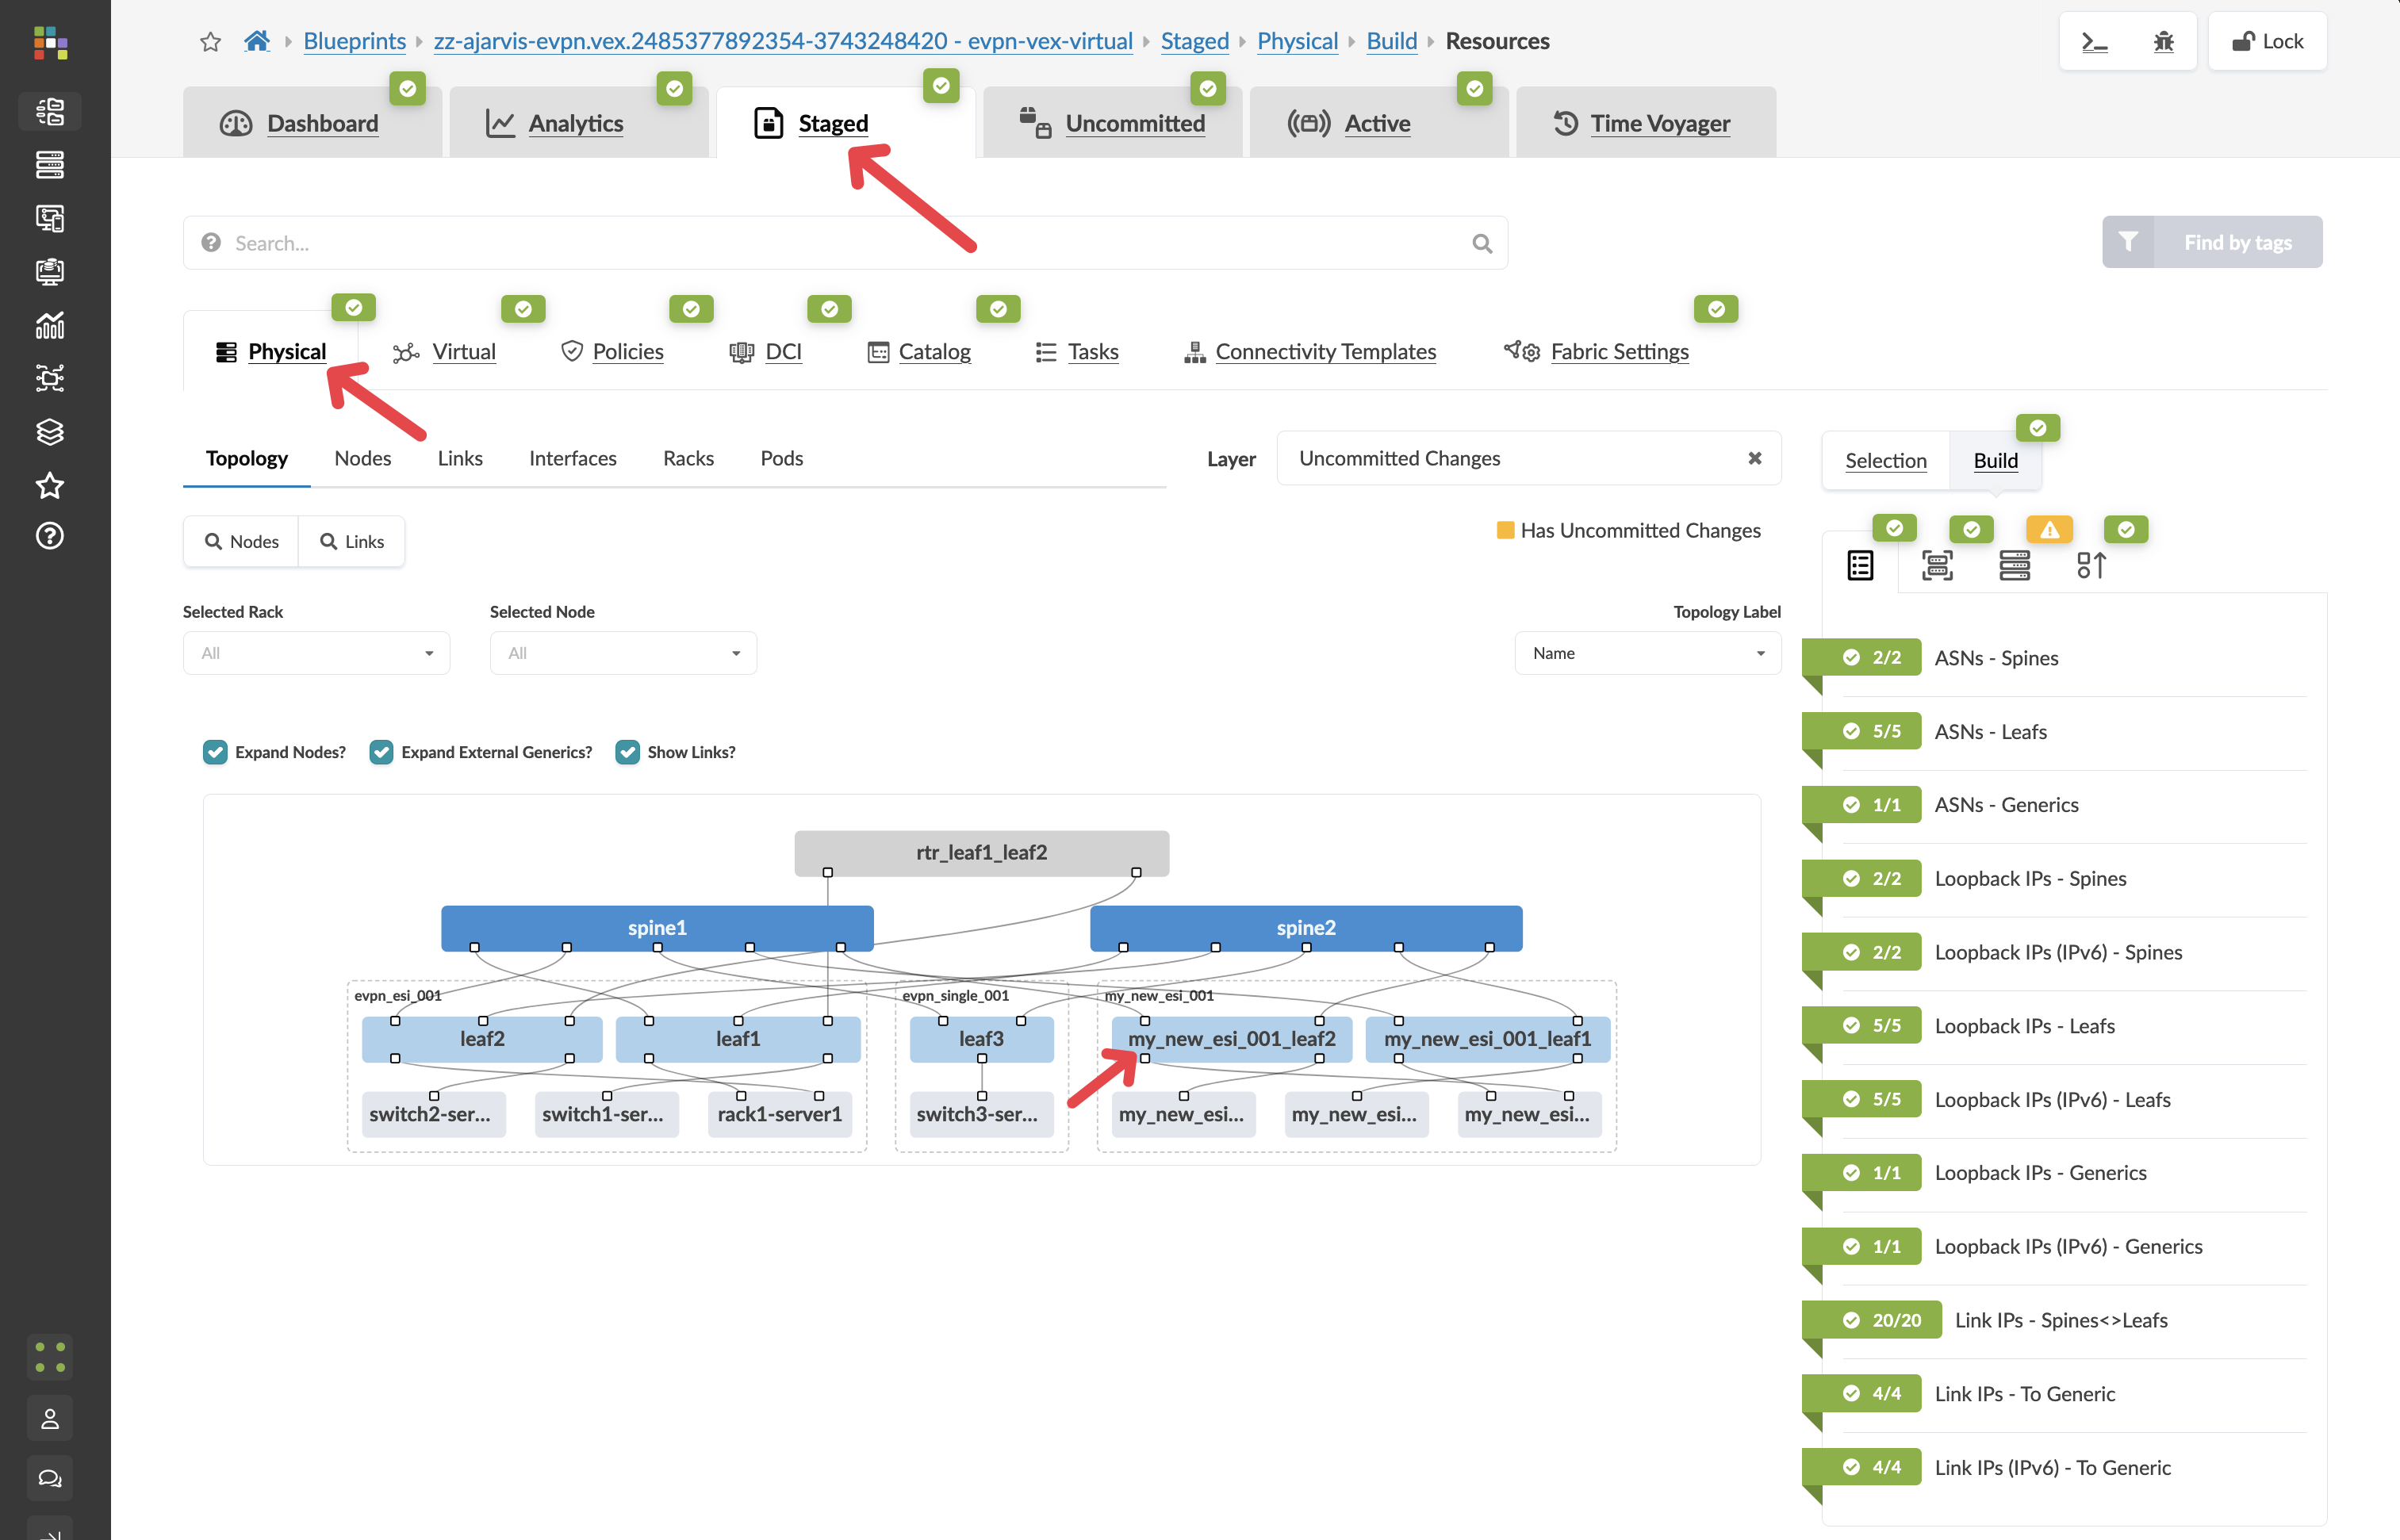 Blueprints zz-ajarvis-evpn.vex.2485377892354-3743248420 - evpn-vex-virtual Staged Physical Build Resources
Lock
Dashboard Analytics Staged Uncommitted Active Time Voyager
Search...
Find by tags
Physical Virtual Policies DCI Catalog Tasks Connectivity Templates Fabric Settings
Topology Nodes Links Interfaces Racks Pods
Layer Uncommitted Changes
Selection Build
Nodes Links
Has Uncommitted Changes
Selected Rack Selected Node Topology Label
All All Name
Expand Nodes? Expand External Generics? Show Links?
rtr_leaf1_leaf2
spine1 spine2
evpn_esi_001 evpn_single_001 my_new_esi_001
leaf2 leaf1 leaf3 my_new_esi_001_leaf2 my_new_esi_001_leaf1
switch2-ser... switch1-ser... rack1-server1 switch3-ser... my_new_esi... my_new_esi... my_new_esi...
2/2 ASNs - Spines
5/5 ASNs - Leafs
1/1 ASNs - Generics
2/2 Loopback IPs - Spines
2/2 Loopback IPs (IPv6) - Spines
5/5 Loopback IPs - Leafs
5/5 Loopback IPs (IPv6) - Leafs
1/1 Loopback IPs - Generics
1/1 Loopback IPs (IPv6) - Generics
20/20 Link IPs - Spines<>Leafs
4/4 Link IPs - To Generic
4/4 Link IPs (IPv6) - To Generic